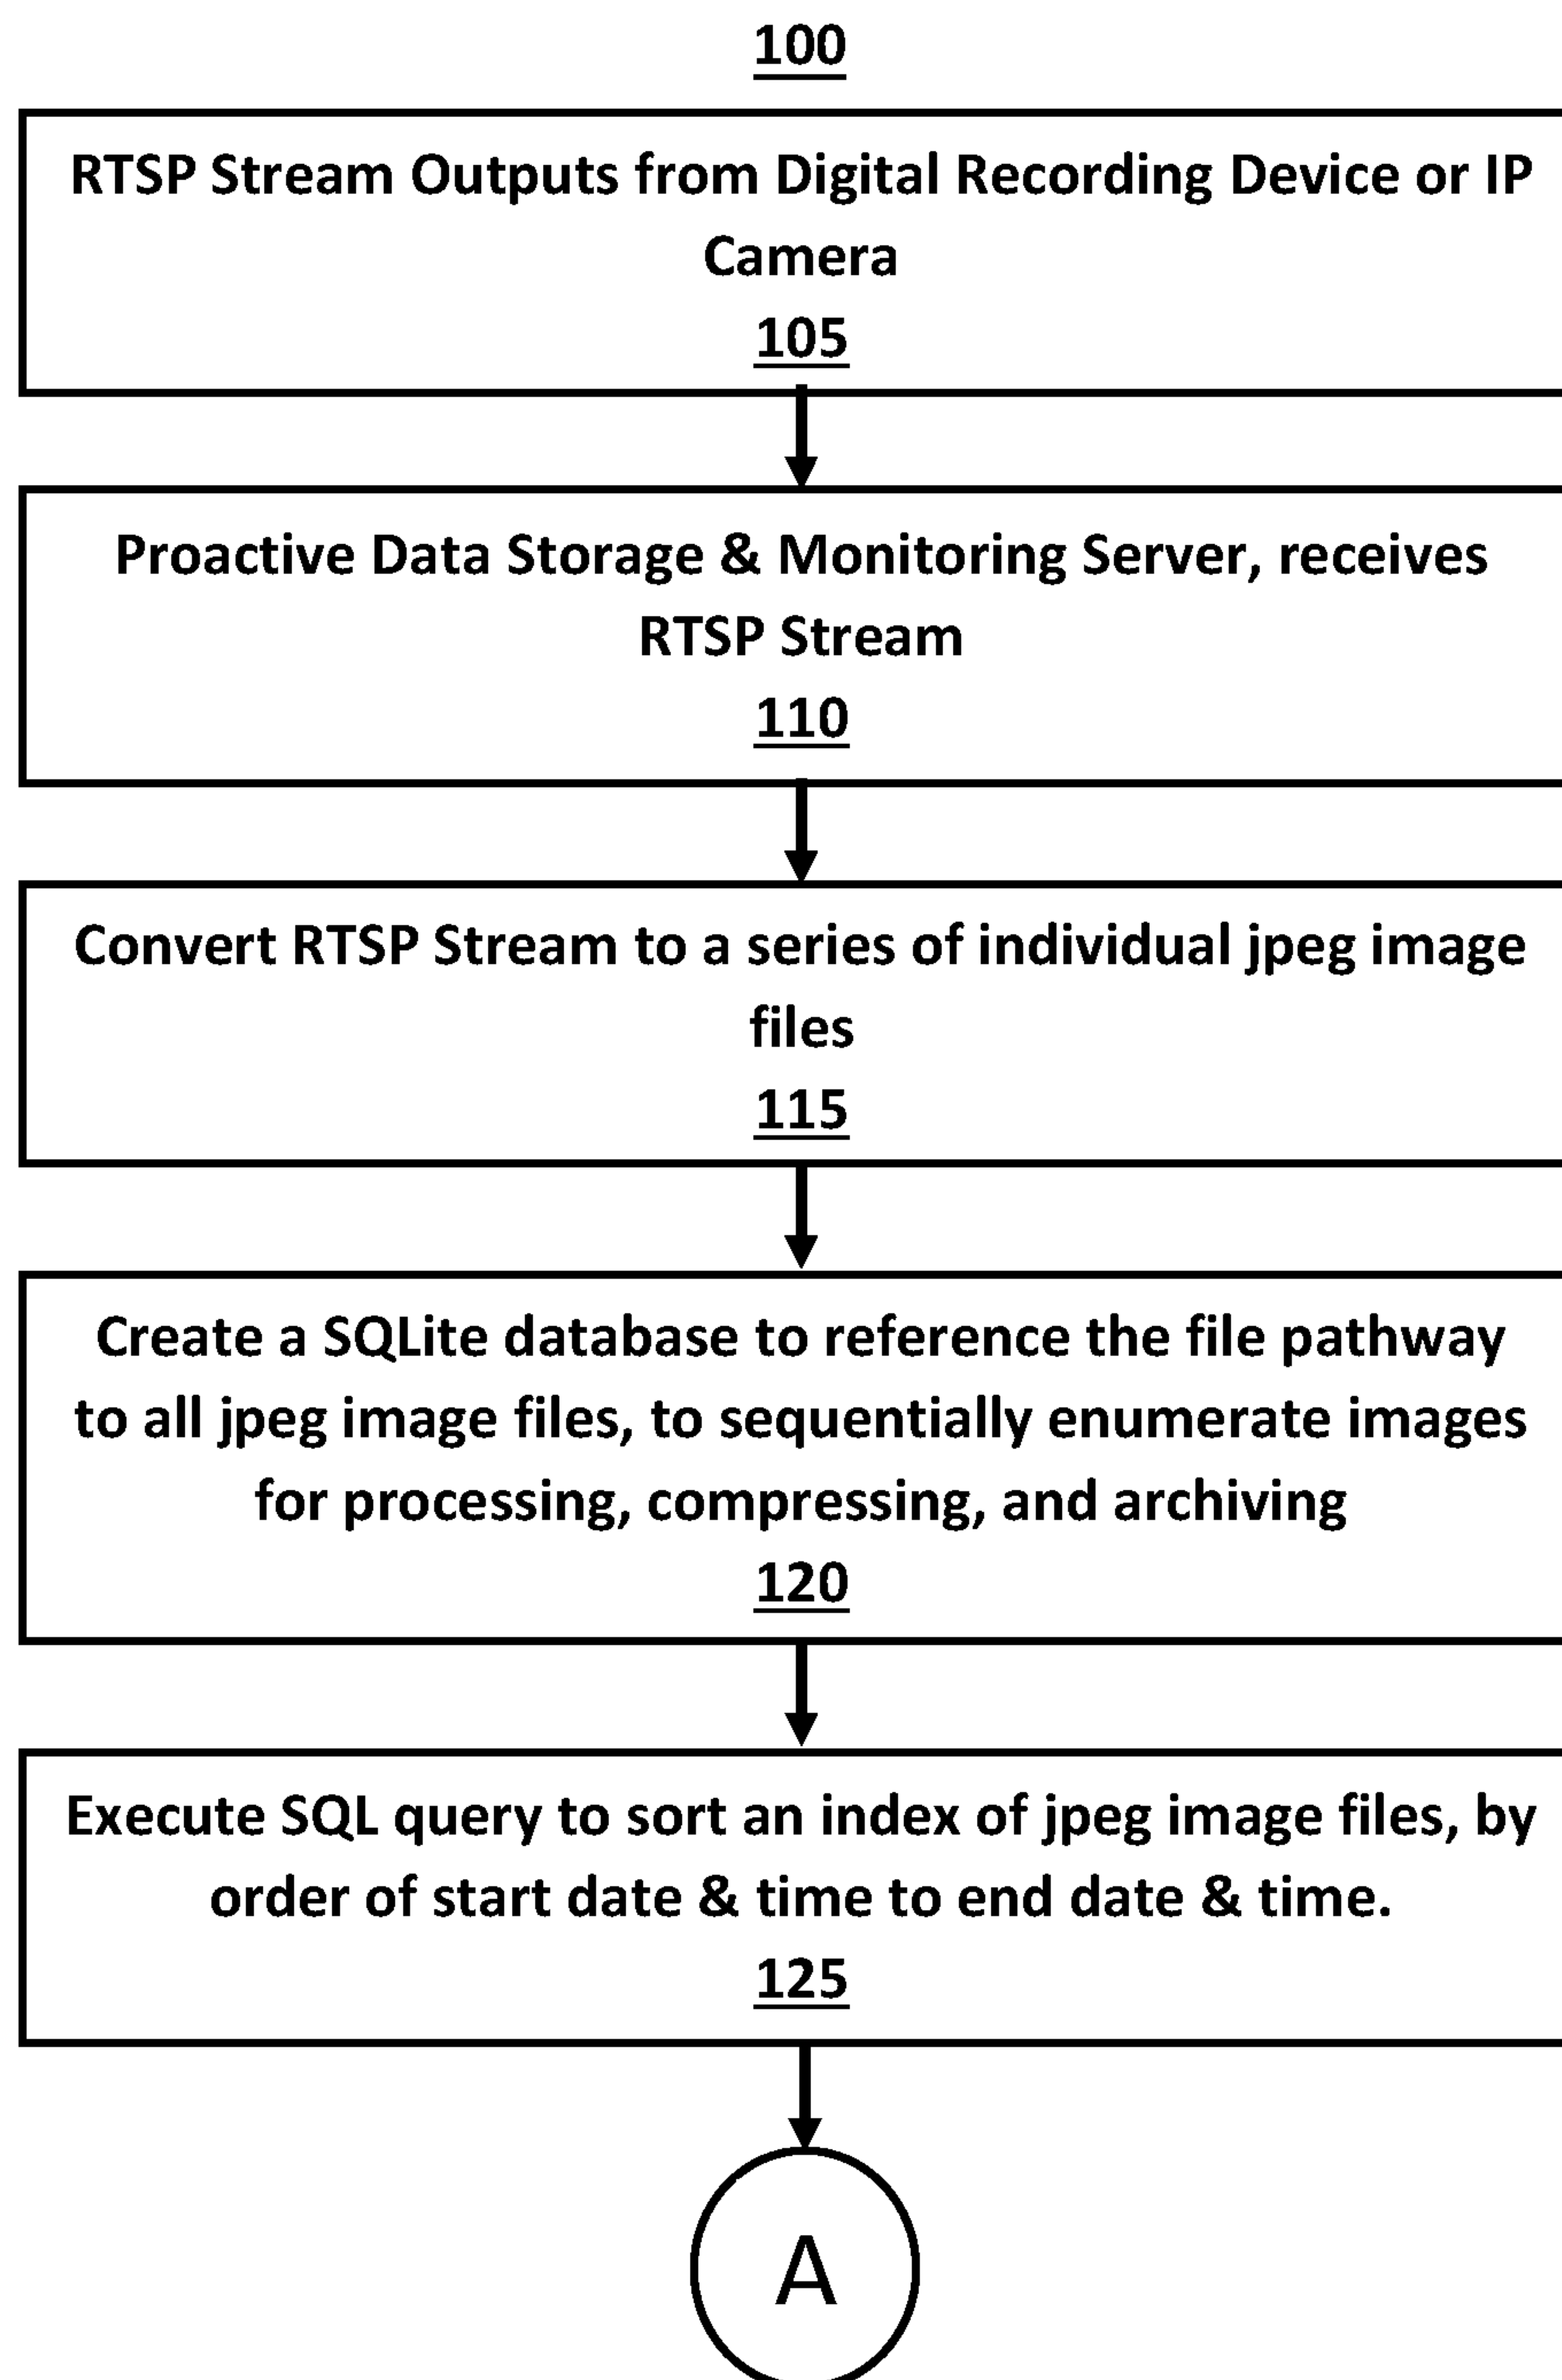 100
RTSP Stream Outputs from Digital Recording Device or IP
Camera
105
Proactive Data Storage & Monitoring Server, receives
RTSP Stream
110
Convert RTSP Stream to a series of individual jpeg image
files
115
Create a SQLite database to reference the file pathway
to all jpeg image files, to sequentially enumerate images
for processing, compressing, and archiving
120
Execute SQL query to sort an index of jpeg image files, by
order of start date & time to end date & time.
125
A